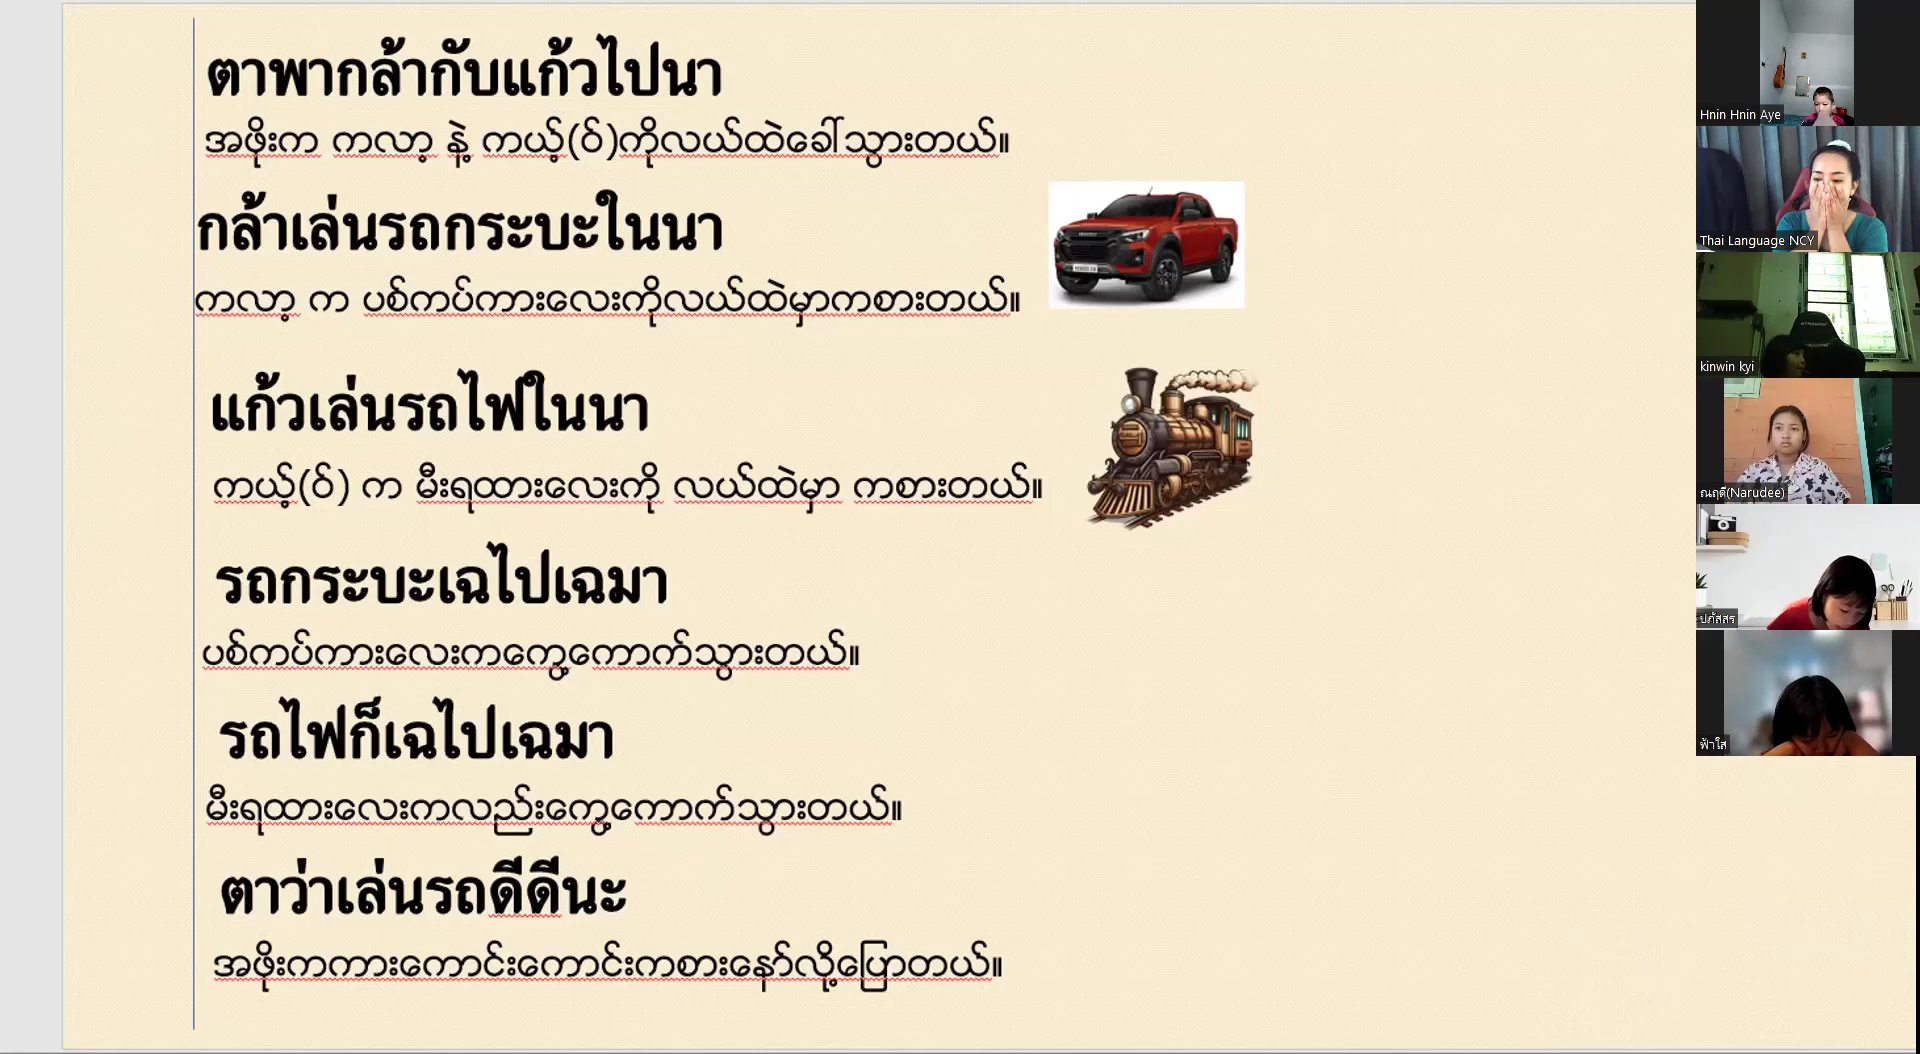 ตาพากล้ากับแก้วไปนา
အဖိုးက ကလာ့ နဲ့ ကယ့်(ဝ်)ကိုလယ်ထဲခေါ်သွားတယ်။
กล้าเล่นรถกระบะในนา
ကလာ့ က ပစ်ကပ်ကားလေးကိုလယ်ထဲမှာကစားတယ်။
แก้วเล่นรถไฟในนา
ကယ့်(ဝ်) က မီးရထားလေးကို လယ်ထဲမှာ ကစားတယ်။
รถกระบะเฉไปเฉมา
ပစ်ကပ်ကားလေးကကွေ့ကောက်သွားတယ်။
รถไฟก็เฉไปเฉมา
မီးရထားလေးကလည်းကွေ့ကောက်သွားတယ်။
ตาว่าเล่นรถดีดีนะ
အဖိုးကကားကောင်းကောင်းကစားနော်လို့ပြောတယ်။
Hnin Hnin Aye
Thai Language NCY
kinwin kyi
ณฤดี(Narudee)
ปภัสสร
ฟ้าใส